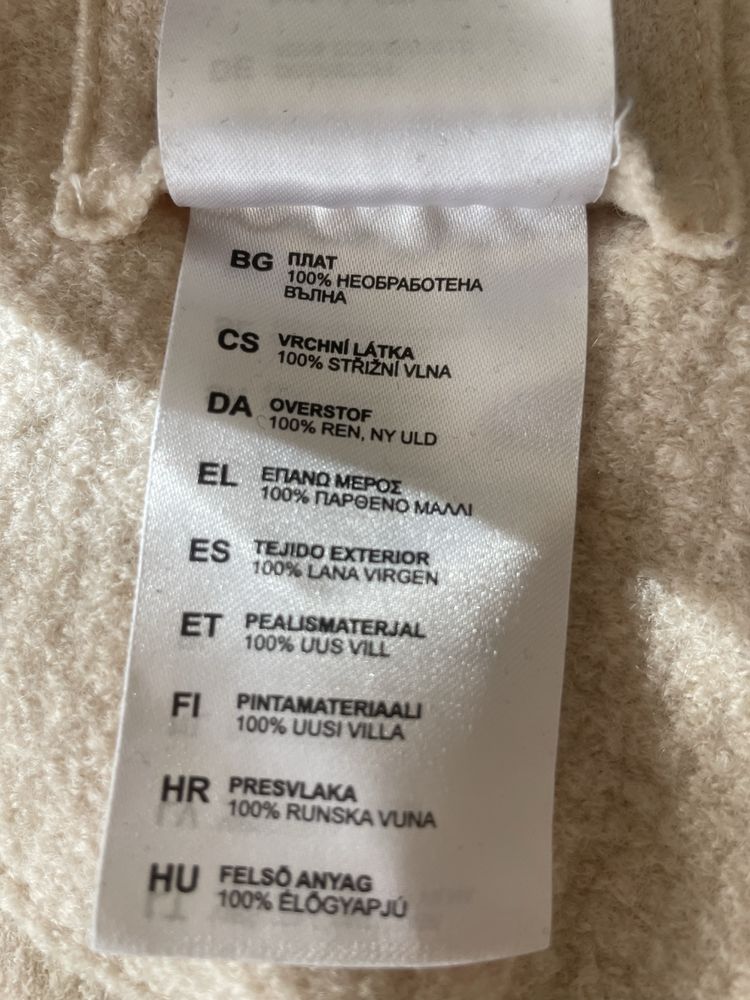 BG ПЛАТ
100% НЕОБРАБОТЕНА
ВЪЛНА
CS VRCHNÍ LÁTKA
100% STŘIŽNÍ VLNA
DA OVERSTOF
100% REN, NY ULD
EL ΕΠΑΝΩ ΜΕΡΟΣ
100% ΠΑΡΘΕΝΟ ΜΑΛΛΙ
ES TEJIDO EXTERIOR
100% LANA VIRGEN
ET PEALISMATERJAL
100% UUS VILL
FI PINTAMATERIAALI
100% UUSI VILLA
HR PRESVLAKA
100% RUNSKA VUNA
HU FELSŐ ANYAG
100% ÉLŐGYAPJÚ